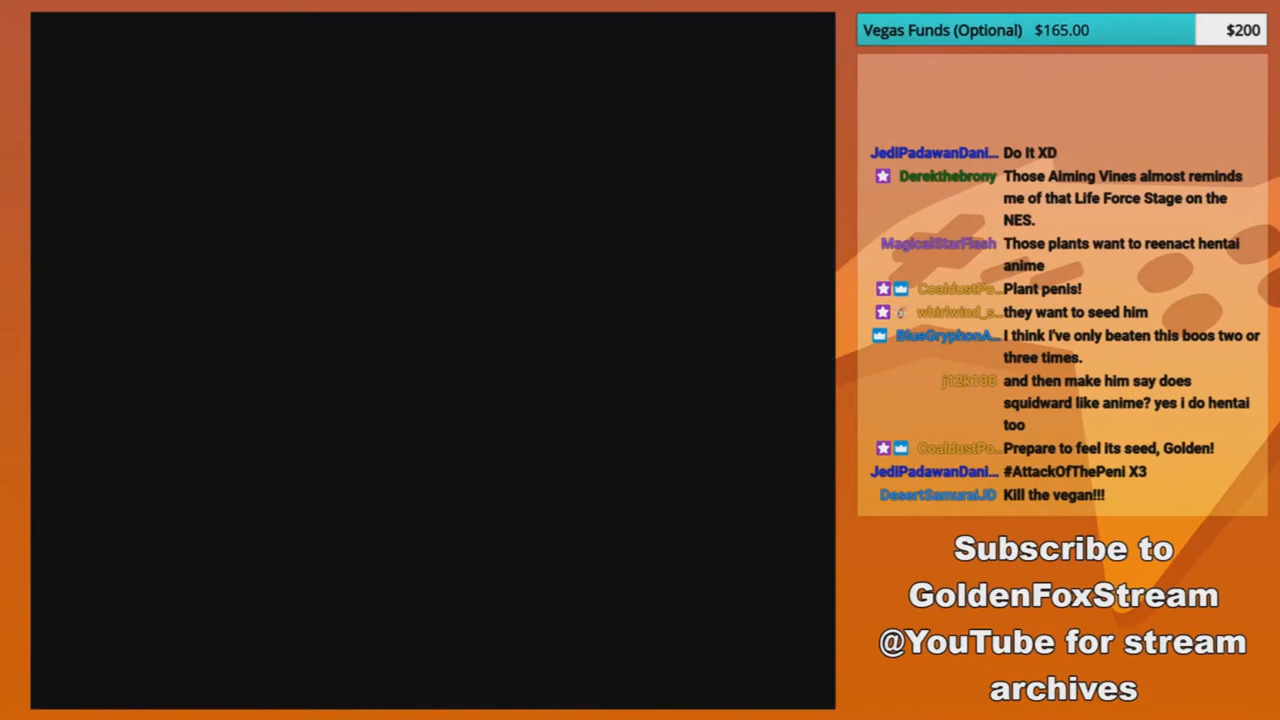 Vegas Funds (Optional) $165.00 $200
JediPadawanDani... Do It XD
Derekthebrony Those Aiming Vines almost reminds
me of that Life Force Stage on the
NES.
MagicalStarFlash Those plants want to reenact hentai
anime
CoaldustPo... Plant penis!
whirlwind_s... they want to seed him
BlueGryphonA... I think I've only beaten this boos two or
three times.
j12k100 and then make him say does
squidward like anime? yes i do hentai
too
CoaldustPo... Prepare to feel its seed, Golden!
JediPadawanDani... #AttackOfThePeni X3
DesertSamuraiJD Kill the vegan!!!
Subscribe to
GoldenFoxStream
@YouTube for stream
archives